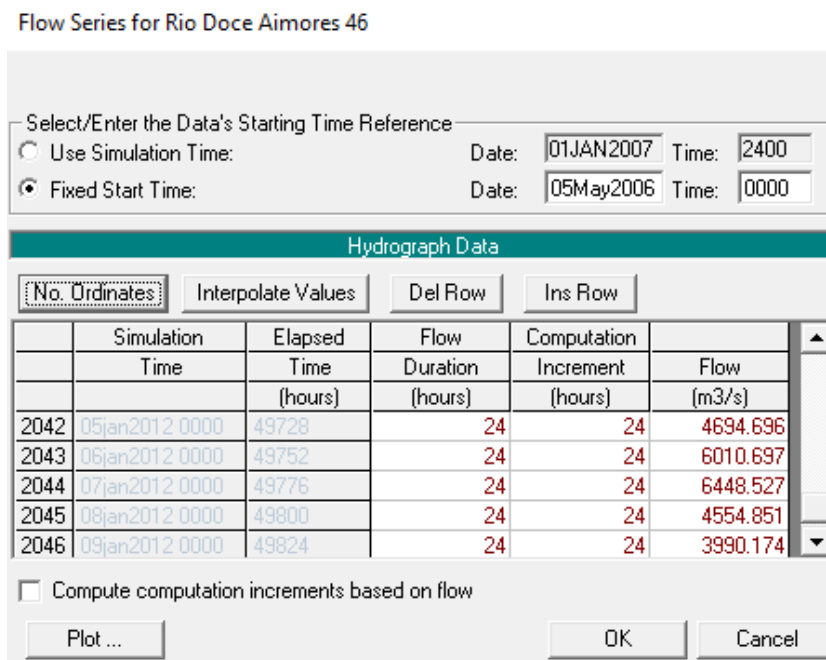 Flow Series for Rio Doce Aimores 46
Select/Enter the Data's Starting Time Reference
Use Simulation Time: Date: 01JAN2007 Time: 2400
Fixed Start Time: Date: 05May2006 Time: 0000
Hydrograph Data
No. Ordinates Interpolate Values Del Row Ins Row
Simulation Elapsed Flow Computation
Time Time Duration Increment Flow
(hours) (hours) (hours) (m3/s)
2042 05jan2012 0000 49728 24 24 4694.696
2043 06jan2012 0000 49752 24 24 6010.697
2044 07jan2012 0000 49776 24 24 6448.527
2045 08jan2012 0000 49800 24 24 4554.851
2046 09jan2012 0000 49824 24 24 3990.174
Compute computation increments based on flow
Plot ... OK Cancel